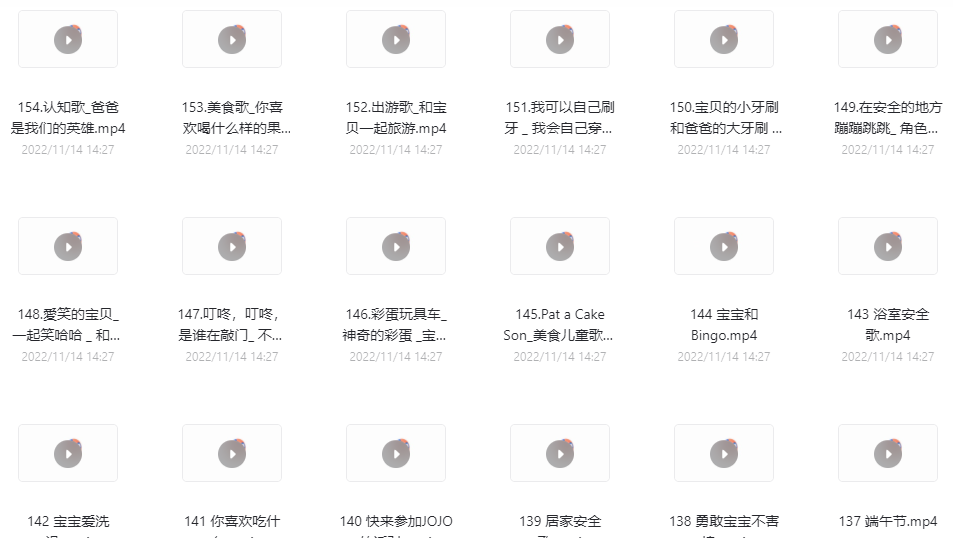 154.认知歌_爸爸
是我们的英雄.mp4
2022/11/14 14:27
153.美食歌_你喜
欢喝什么样的果...
2022/11/14 14:27
152.出游歌_和宝
贝一起旅游.mp4
2022/11/14 14:27
151.我可以自己刷
牙 _ 我会自己穿...
2022/11/14 14:27
150.宝贝的小牙刷
和爸爸的大牙刷 ...
2022/11/14 14:27
149.在安全的地方
蹦蹦跳跳_ 角色...
2022/11/14 14:27
148.愛笑的宝贝_
一起笑哈哈 _ 和...
2022/11/14 14:27
147.叮咚，叮咚，
是谁在敲门_ 不...
2022/11/14 14:27
146.彩蛋玩具车_
神奇的彩蛋 _宝...
2022/11/14 14:27
145.Pat a Cake
Son_美食儿童歌...
2022/11/14 14:27
144 宝宝和
Bingo.mp4
2022/11/14 14:27
143 浴室安全
歌.mp4
2022/11/14 14:27
142 宝宝爱洗
141 你喜欢吃什
140 快来参加JOJO
139 居家安全
138 勇敢宝宝不害
137 端午节.mp4